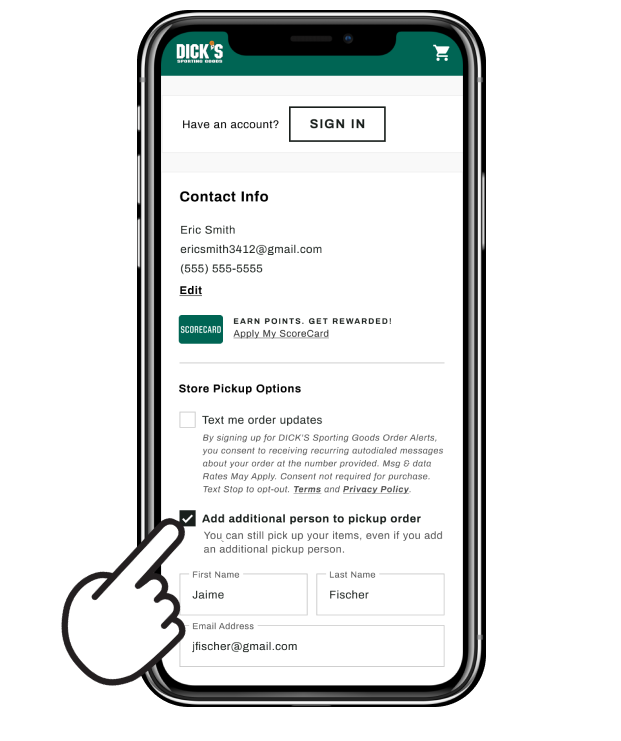 DICK'S
SPORTING GOODS
Have an account?
SIGN IN
Contact Info
Eric Smith
ericsmith3412@gmail.com
(555) 555-5555
Edit
SCORECARD
EARN POINTS. GET REWARDED!
Apply My ScoreCard
Store Pickup Options
Text me order updates
By signing up for DICK'S Sporting Goods Order Alerts,
you consent to receiving recurring autodialed messages
about your order at the number provided. Msg & data
Rates May Apply. Consent not required for purchase.
Text Stop to opt-out. Terms and Privacy Policy.
Add additional person to pickup order
You can still pick up your items, even if you add
an additional pickup person.
First Name
Jaime
Last Name
Fischer
Email Address
jfischer@gmail.com